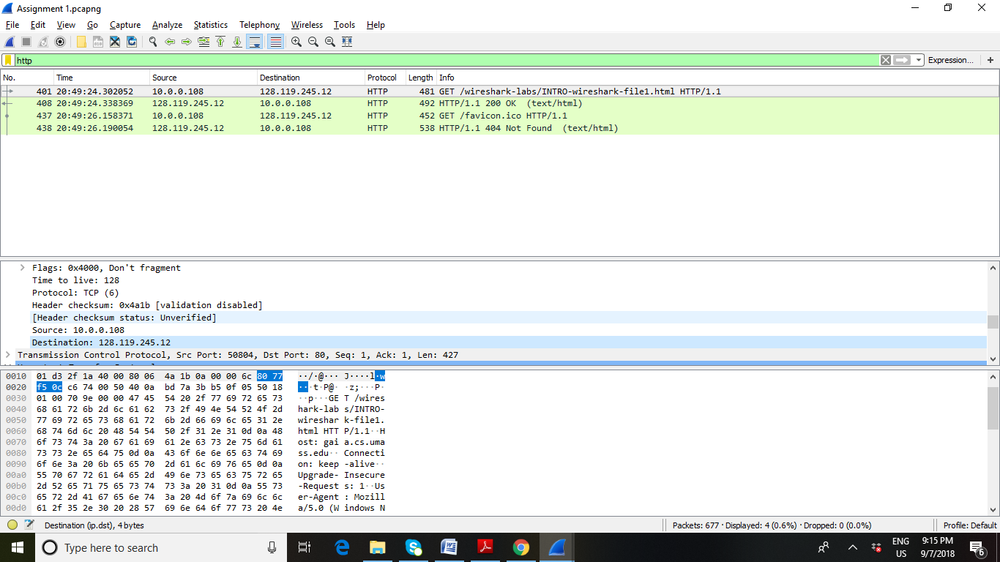 Assignment 1.pcapng
File Edit View Go Capture Analyze Statistics Telephony Wireless Tools Help
http
Expression...
No. Time Source Destination Protocol Length Info
401 20:49:24.302052 10.0.0.108 128.119.245.12 HTTP 481 GET /wireshark-labs/INTRO-wireshark-file1.html HTTP/1.1
408 20:49:24.338369 128.119.245.12 10.0.0.108 HTTP 492 HTTP/1.1 200 OK (text/html)
437 20:49:26.158371 10.0.0.108 128.119.245.12 HTTP 452 GET /favicon.ico HTTP/1.1
438 20:49:26.190054 128.119.245.12 10.0.0.108 HTTP 538 HTTP/1.1 404 Not Found (text/html)
Flags: 0x4000, Don't fragment
Time to live: 128
Protocol: TCP (6)
Header checksum: 0x4a1b [validation disabled]
[Header checksum status: Unverified]
Source: 10.0.0.108
Destination: 128.119.245.12
Transmission Control Protocol, Src Port: 50804, Dst Port: 80, Seq: 1, Ack: 1, Len: 427
0010 01 d3 2f 1a 40 00 80 06 4a 1b 0a 00 00 6c 80 77 ··/·@··· J····l·w
0020 f5 0c c6 74 00 50 40 0a bd 7a 3b b5 0f 05 50 18 ···t·P@· ·z;···P·
0030 01 00 70 9e 00 00 47 45 54 20 2f 77 69 72 65 73 ··p···GE T /wires
0040 68 61 72 6b 2d 6c 61 62 73 2f 49 4e 54 52 4f 2d hark-lab s/INTRO-
0050 77 69 72 65 73 68 61 72 6b 2d 66 69 6c 65 31 2e wireshar k-file1.
0060 68 74 6d 6c 20 48 54 54 50 2f 31 2e 31 0d 0a 48 html HTT P/1.1··H
0070 6f 73 74 3a 20 67 61 69 61 2e 63 73 2e 75 6d 61 ost: gai a.cs.uma
0080 73 73 2e 65 64 75 0d 0a 43 6f 6e 6e 65 63 74 69 ss.edu·· Connecti
0090 6f 6e 3a 20 6b 65 65 70 2d 61 6c 69 76 65 0d 0a on: keep -alive··
00a0 55 70 67 72 61 64 65 2d 49 6e 73 65 63 75 72 65 Upgrade- Insecure
00b0 2d 52 65 71 75 65 73 74 73 3a 20 31 0d 0a 55 73 -Request s: 1··Us
00c0 65 72 2d 41 67 65 6e 74 3a 20 4d 6f 7a 69 6c 6c er-Agent : Mozill
00d0 61 2f 35 2e 30 20 28 57 69 6e 64 6f 77 73 20 4e a/5.0 (W indows N
Destination (ip.dst), 4 bytes Packets: 677 · Displayed: 4 (0.6%) · Dropped: 0 (0.0%) Profile: Default
Type here to search
ENG
US
9:15 PM
9/7/2018
6